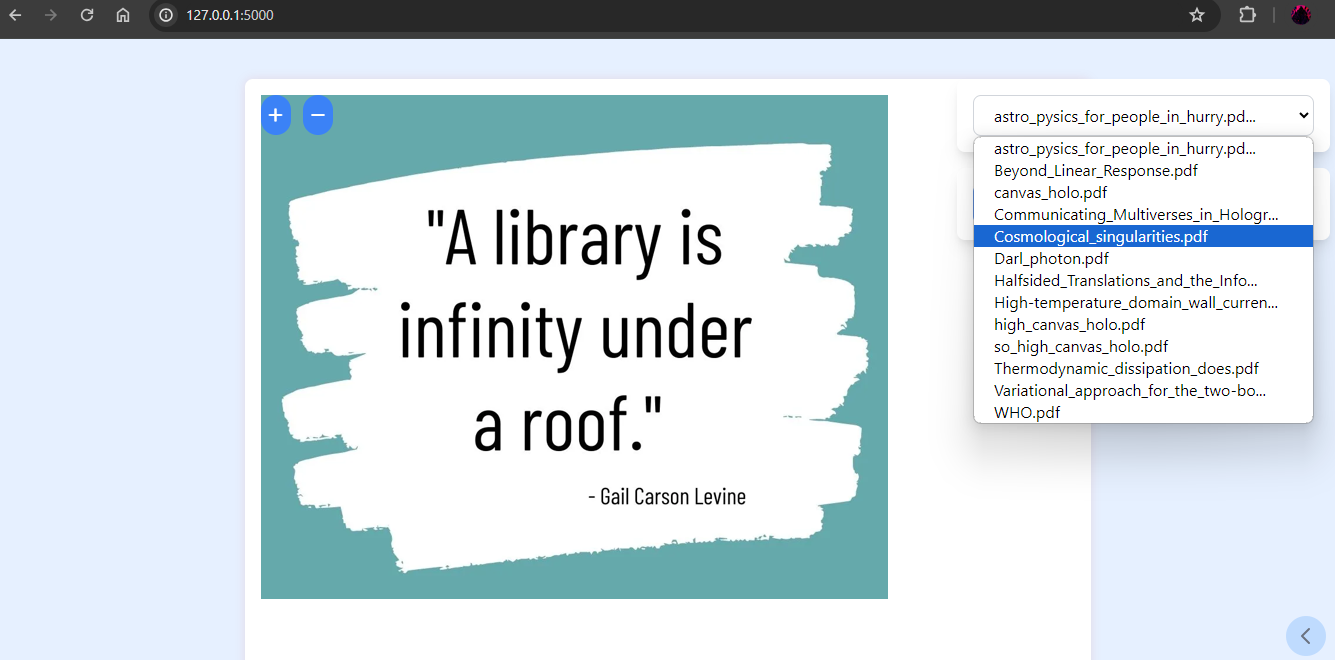 127.0.0.1:5000
+
−
"A library is
infinity under
a roof."
- Gail Carson Levine
astro_pysics_for_people_in_hurry.pd...
astro_pysics_for_people_in_hurry.pd...
Beyond_Linear_Response.pdf
canvas_holo.pdf
Communicating_Multiverses_in_Hologr...
Cosmological_singularities.pdf
Darl_photon.pdf
Halfsided_Translations_and_the_Info...
High-temperature_domain_wall_curren...
high_canvas_holo.pdf
so_high_canvas_holo.pdf
Thermodynamic_dissipation_does.pdf
Variational_approach_for_the_two-bo...
WHO.pdf